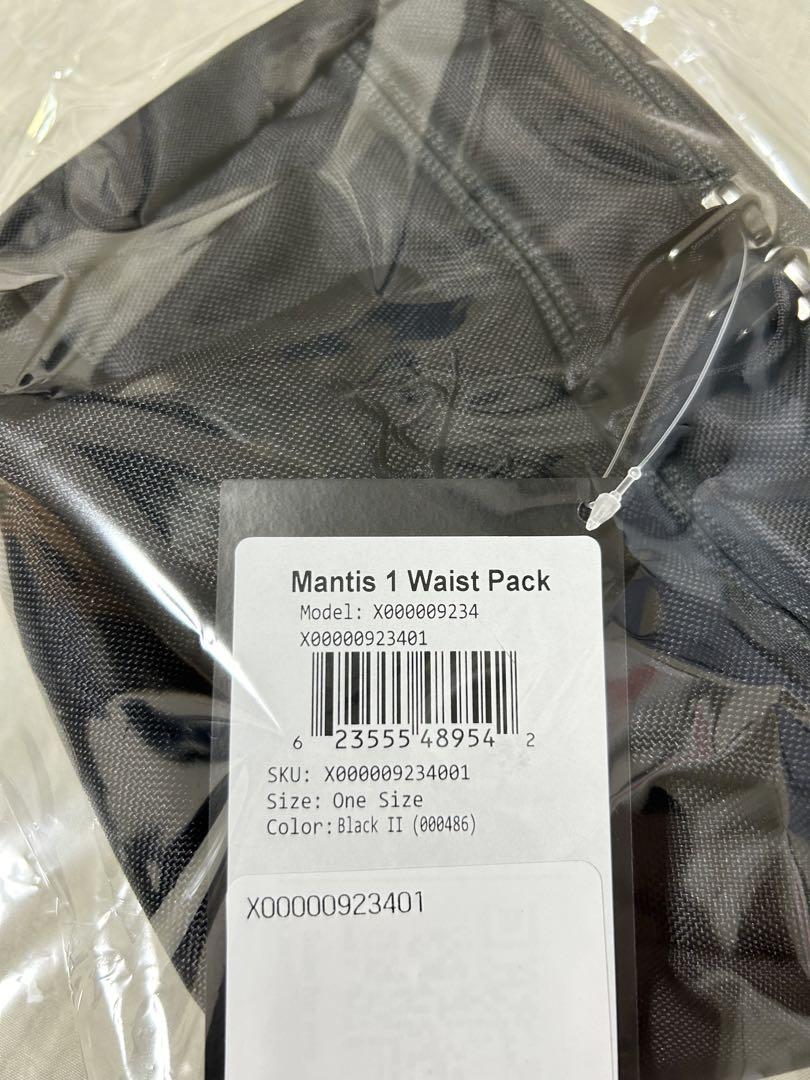 Mantis 1 Waist Pack
Model: X000009234
X00000923401
6 23555 48954 2
SKU: X000009234001
Size: One Size
Color: Black II (000486)
X00000923401